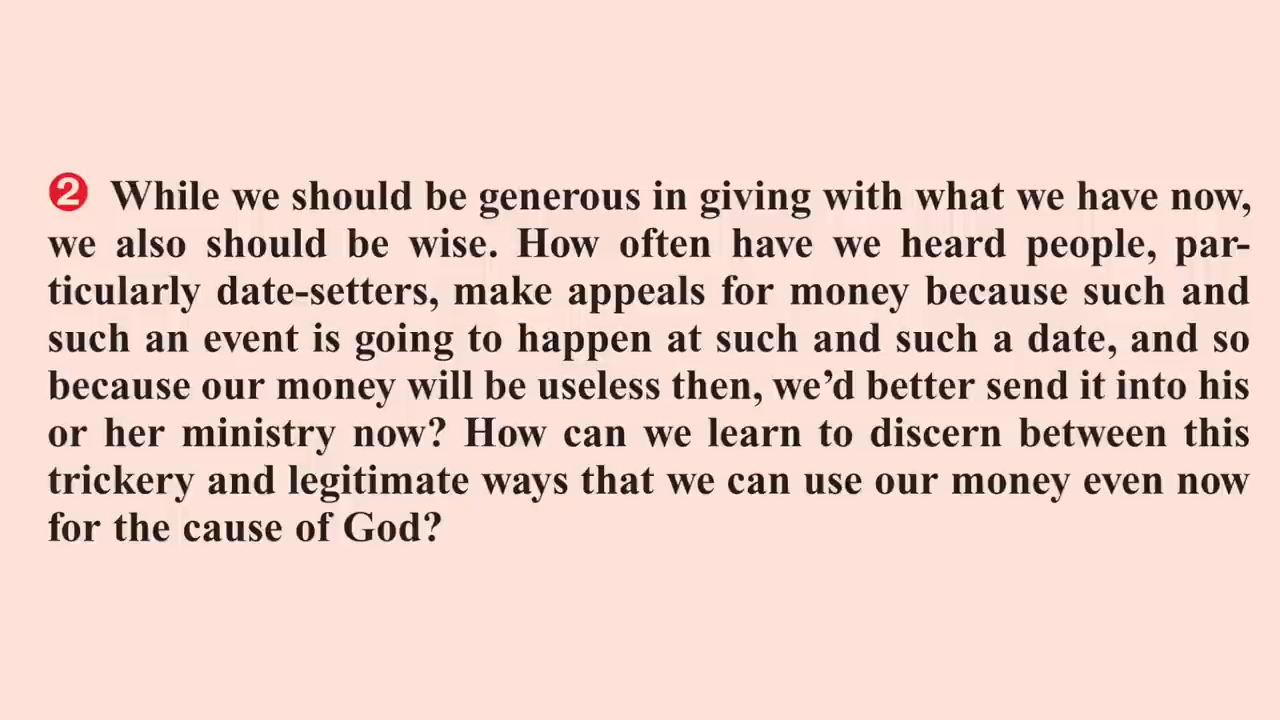 ❷ While we should be generous in giving with what we have now,
we also should be wise. How often have we heard people, par-
ticularly date-setters, make appeals for money because such and
such an event is going to happen at such and such a date, and so
because our money will be useless then, we’d better send it into his
or her ministry now? How can we learn to discern between this
trickery and legitimate ways that we can use our money even now
for the cause of God?